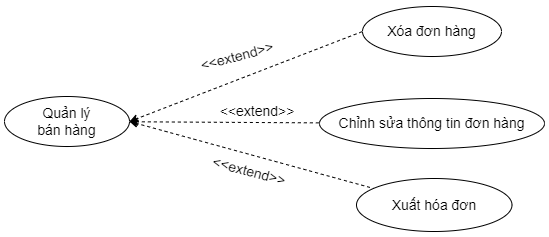 Xóa đơn hàng
<<extend>>
Quản lý
bán hàng
<<extend>>
Chỉnh sửa thông tin đơn hàng
<<extend>>
Xuất hóa đơn